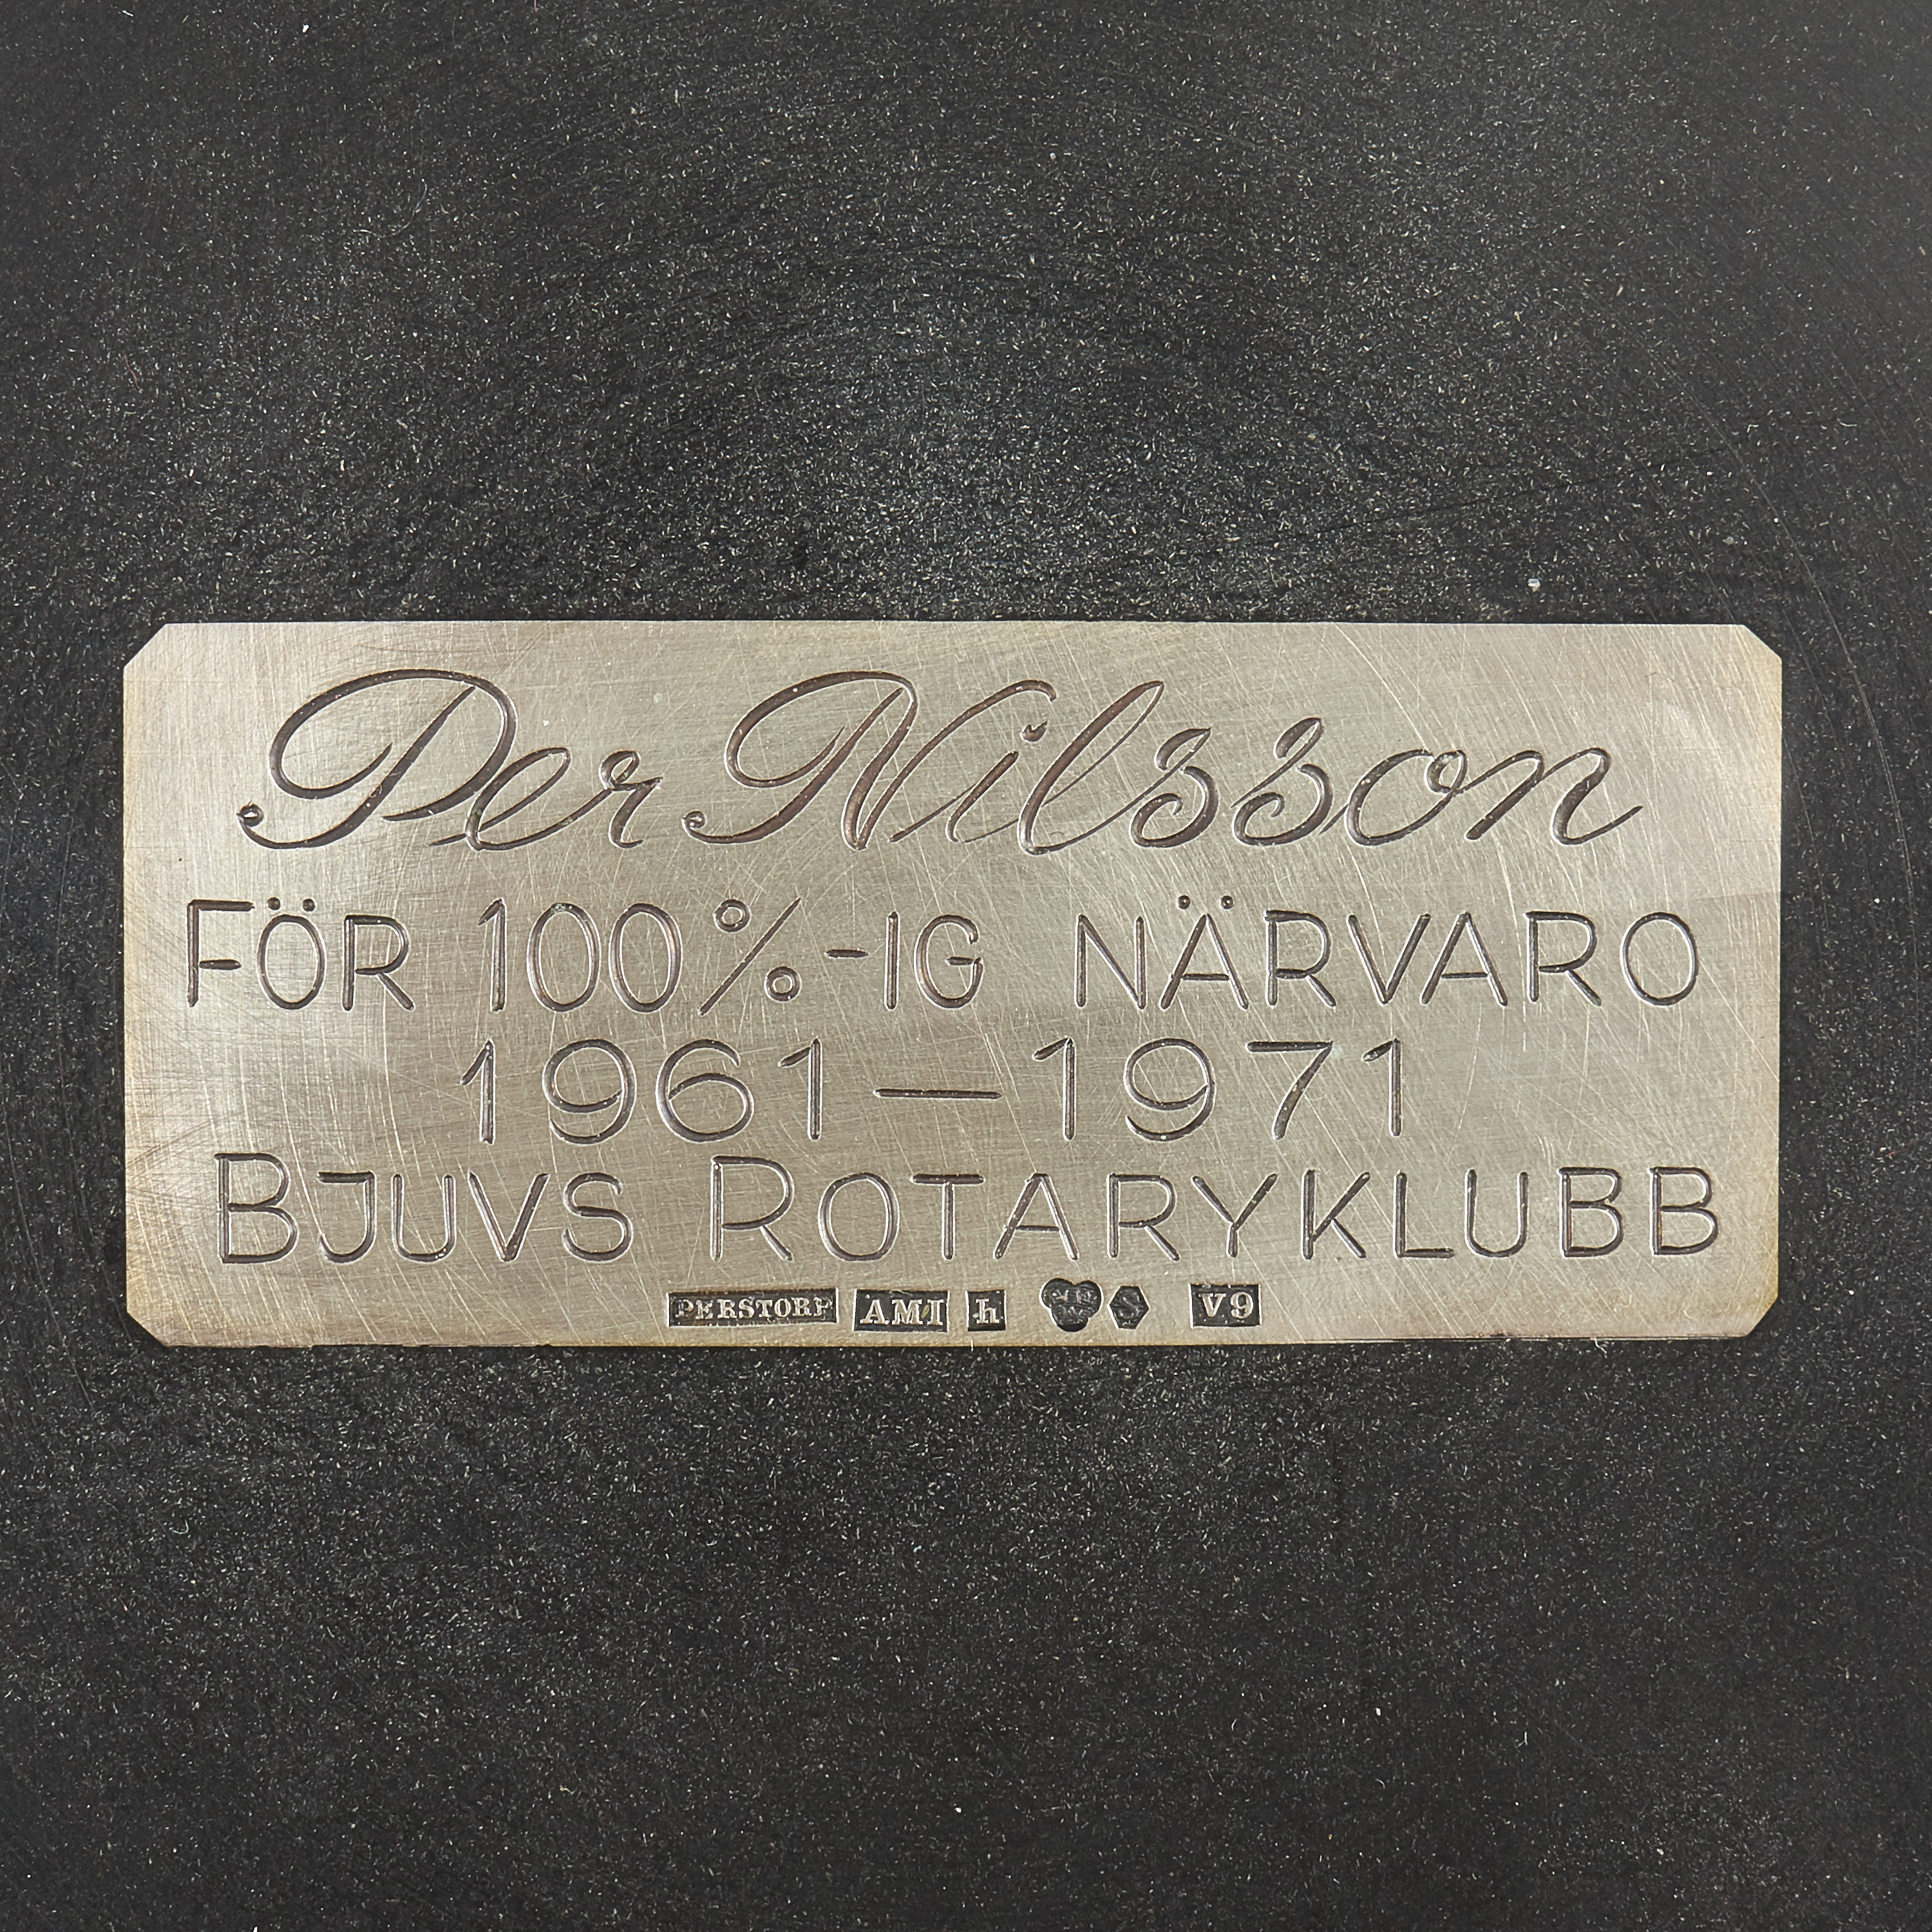 Per Nilsson
FÖR 100%-IG NÄRVARO
1961—1971
BJUVS ROTARYKLUBB
PERSTORP AMI h S V9